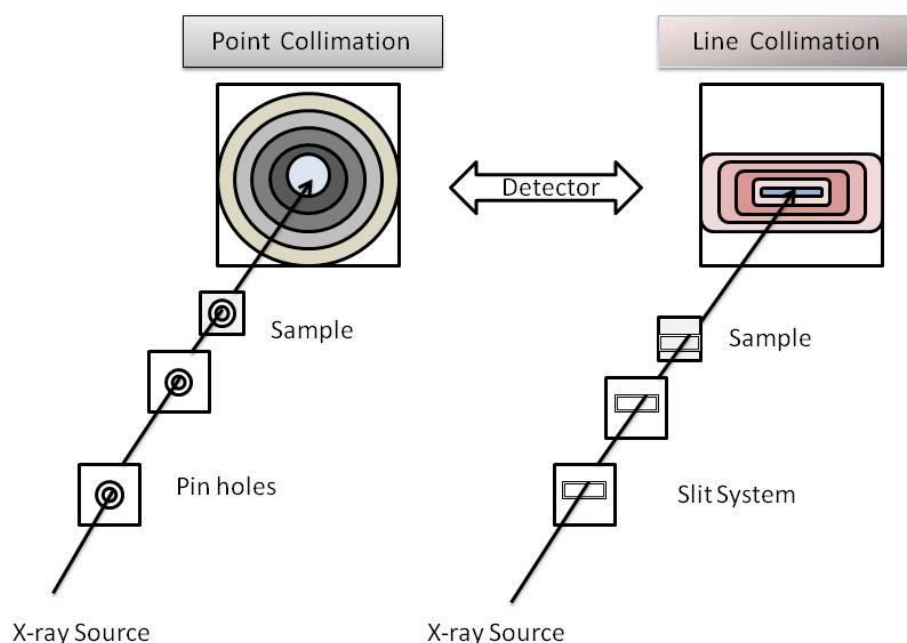 Point Collimation
Line Collimation
Detector
Sample
Sample
Pin holes
Slit System
X-ray Source
X-ray Source